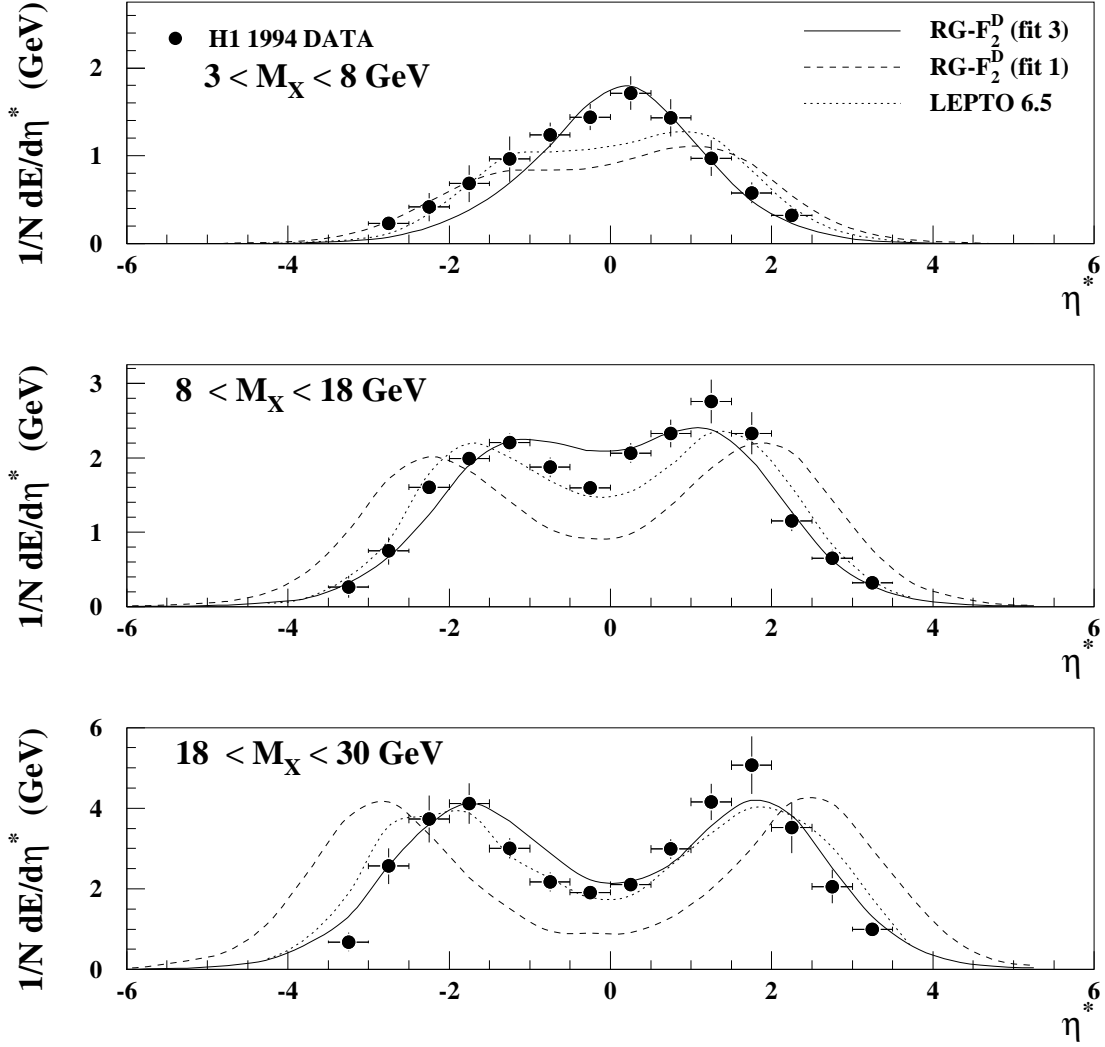 1/N dE/dη* (GeV)
H1 1994 DATA
3 < M_X < 8 GeV
RG-F_2^D (fit 3)
RG-F_2^D (fit 1)
LEPTO 6.5
2
1
0
-6 -4 -2 0 2 4 6
η*
1/N dE/dη* (GeV)
8 < M_X < 18 GeV
3
2
1
0
-6 -4 -2 0 2 4 6
η*
1/N dE/dη* (GeV)
18 < M_X < 30 GeV
6
4
2
0
-6 -4 -2 0 2 4 6
η*